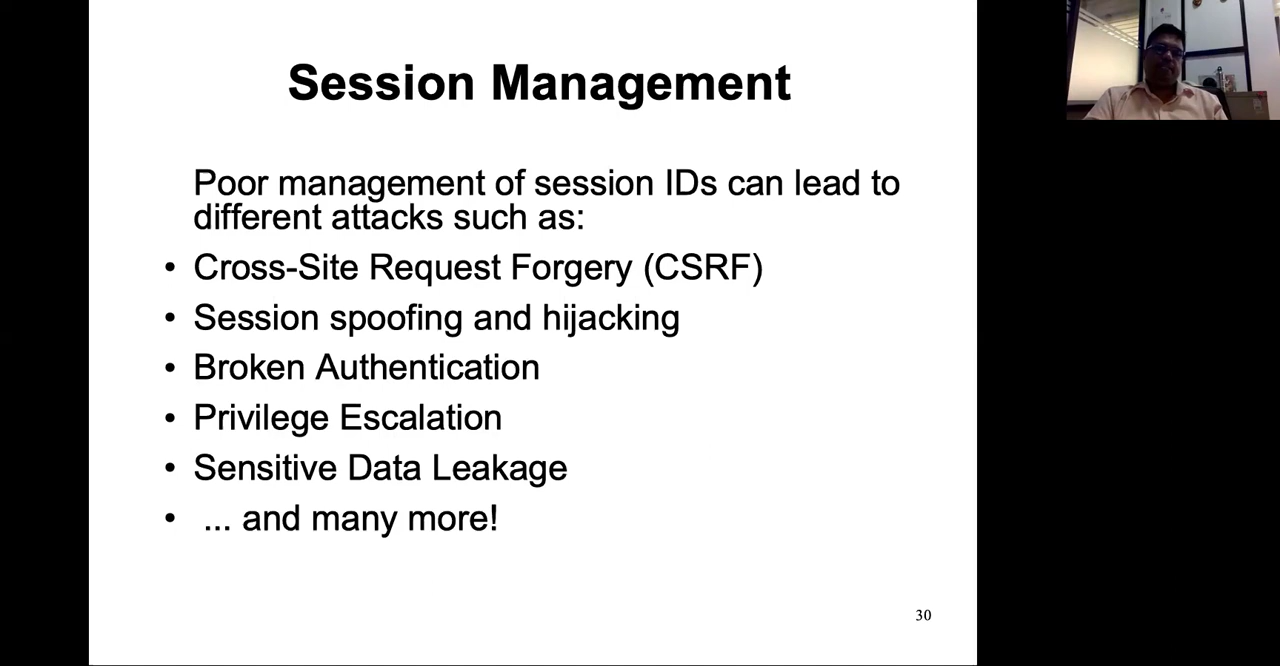 Session Management
Poor management of session IDs can lead to
different attacks such as:
• Cross-Site Request Forgery (CSRF)
• Session spoofing and hijacking
• Broken Authentication
• Privilege Escalation
• Sensitive Data Leakage
• ... and many more!
30